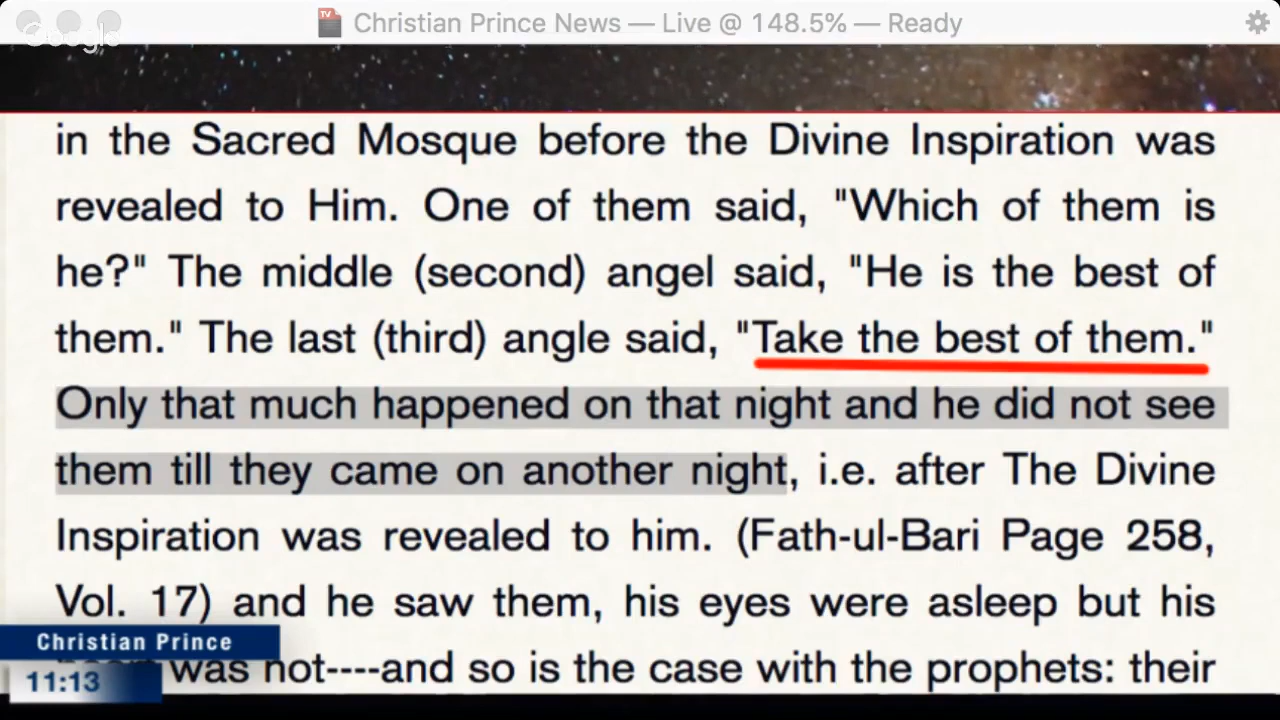 Christian Prince News — Live @ 148.5% — Ready
Google
in the Sacred Mosque before the Divine Inspiration was
revealed to Him. One of them said, "Which of them is
he?" The middle (second) angel said, "He is the best of
them." The last (third) angle said, "Take the best of them."
Only that much happened on that night and he did not see
them till they came on another night, i.e. after The Divine
Inspiration was revealed to him. (Fath-ul-Bari Page 258,
Vol. 17) and he saw them, his eyes were asleep but his
was not----and so is the case with the prophets: their
Christian Prince
11:13